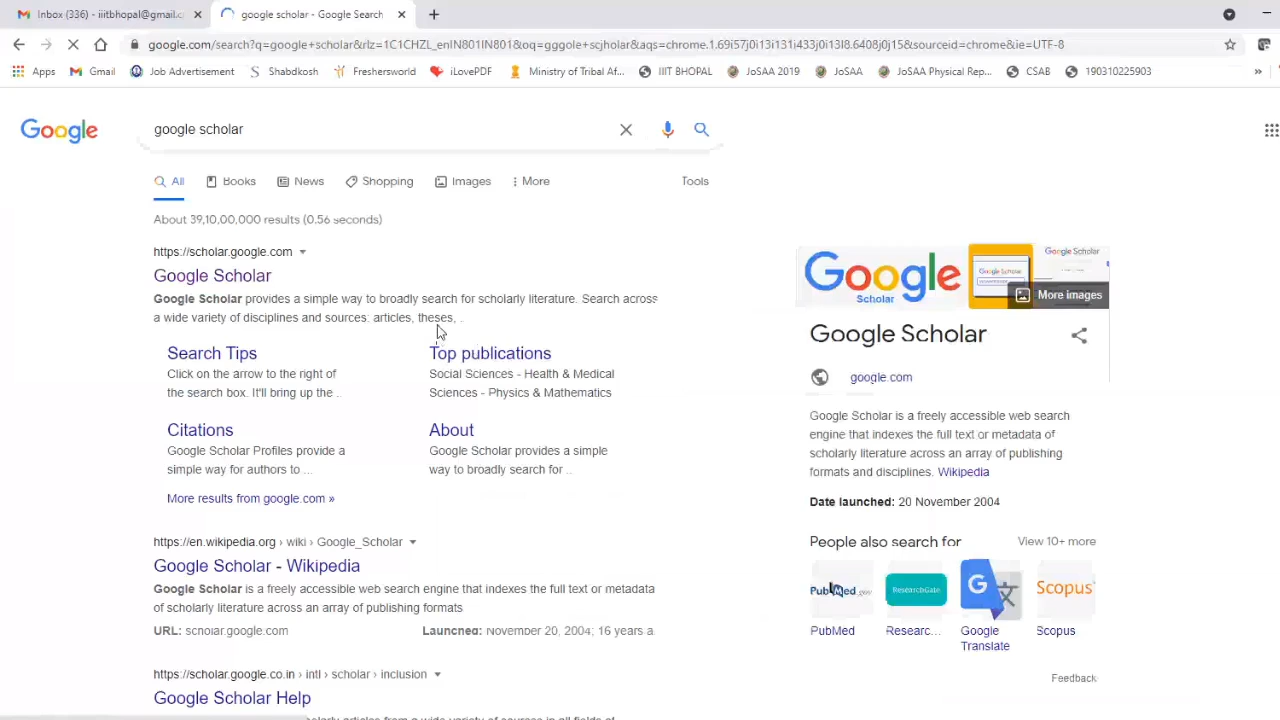 Inbox (336) - iiitbhopal@gmail.c
google scholar - Google Search
google.com/search?q=google+scholar&rlz=1C1CHZL_enIN801IN801&oq=gggole+scjholar&aqs=chrome.1.69i57j0i13i131i433j0i13l8.6408j0j15&sourceid=chrome&ie=UTF-8
Apps Gmail Job Advertisement Shabdkosh Freshersworld iLovePDF Ministry of Tribal Af... IIIT BHOPAL JoSAA 2019 JoSAA JoSAA Physical Rep... CSAB 190310225903 »
Google
google scholar
All Books News Shopping Images More Tools
About 39,10,00,000 results (0.56 seconds)
https://scholar.google.com
Google Scholar
Google Scholar provides a simple way to broadly search for scholarly literature. Search across
a wide variety of disciplines and sources: articles, theses, ..
Search Tips
Click on the arrow to the right of
the search box. It'll bring up the ..
Top publications
Social Sciences - Health & Medical
Sciences - Physics & Mathematics
Citations
Google Scholar Profiles provide a
simple way for authors to ...
About
Google Scholar provides a simple
way to broadly search for ..
More results from google.com »
https://en.wikipedia.org › wiki › Google_Scholar
Google Scholar - Wikipedia
Google Scholar is a freely accessible web search engine that indexes the full text or metadata
of scholarly literature across an array of publishing formats
URL: scholar.google.com
Launched: November 20, 2004; 16 years a
https://scholar.google.co.in › intl › scholar › inclusion
Google Scholar Help
Google
Scholar
Google Scholar
Google Scholar
More images
Google Scholar
google.com
Google Scholar is a freely accessible web search
engine that indexes the full text or metadata of
scholarly literature across an array of publishing
formats and disciplines. Wikipedia
Date launched: 20 November 2004
People also search for View 10+ more
PubMed.gov ResearchGate G Scopus
PubMed Researc... Google Scopus
Translate
Feedback